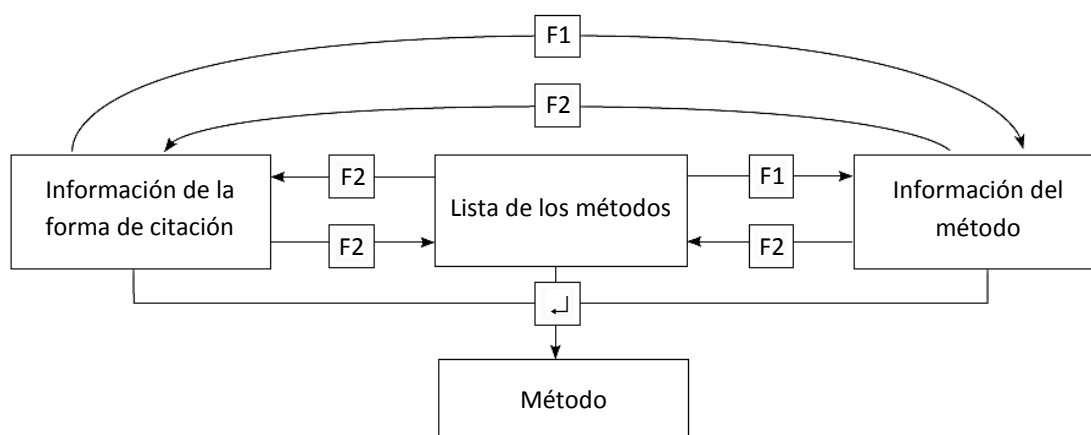 F1
F2
Información de la
forma de citación
F2
F2
Lista de los métodos
F1
F2
Información del
método
↵
Método